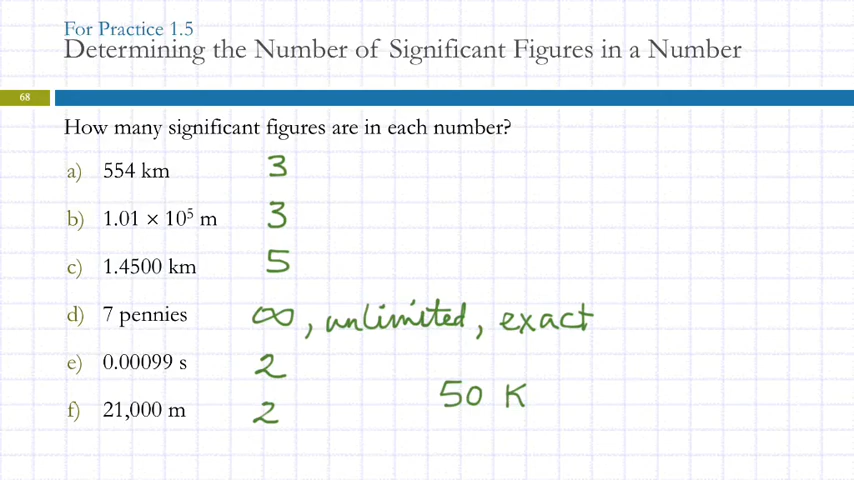 For Practice 1.5
Determining the Number of Significant Figures in a Number
68
How many significant figures are in each number?
a) 554 km 3
b) 1.01 × 10⁵ m 3
c) 1.4500 km 5
d) 7 pennies ∞, unlimited, exact
e) 0.00099 s 2
50 K
f) 21,000 m 2